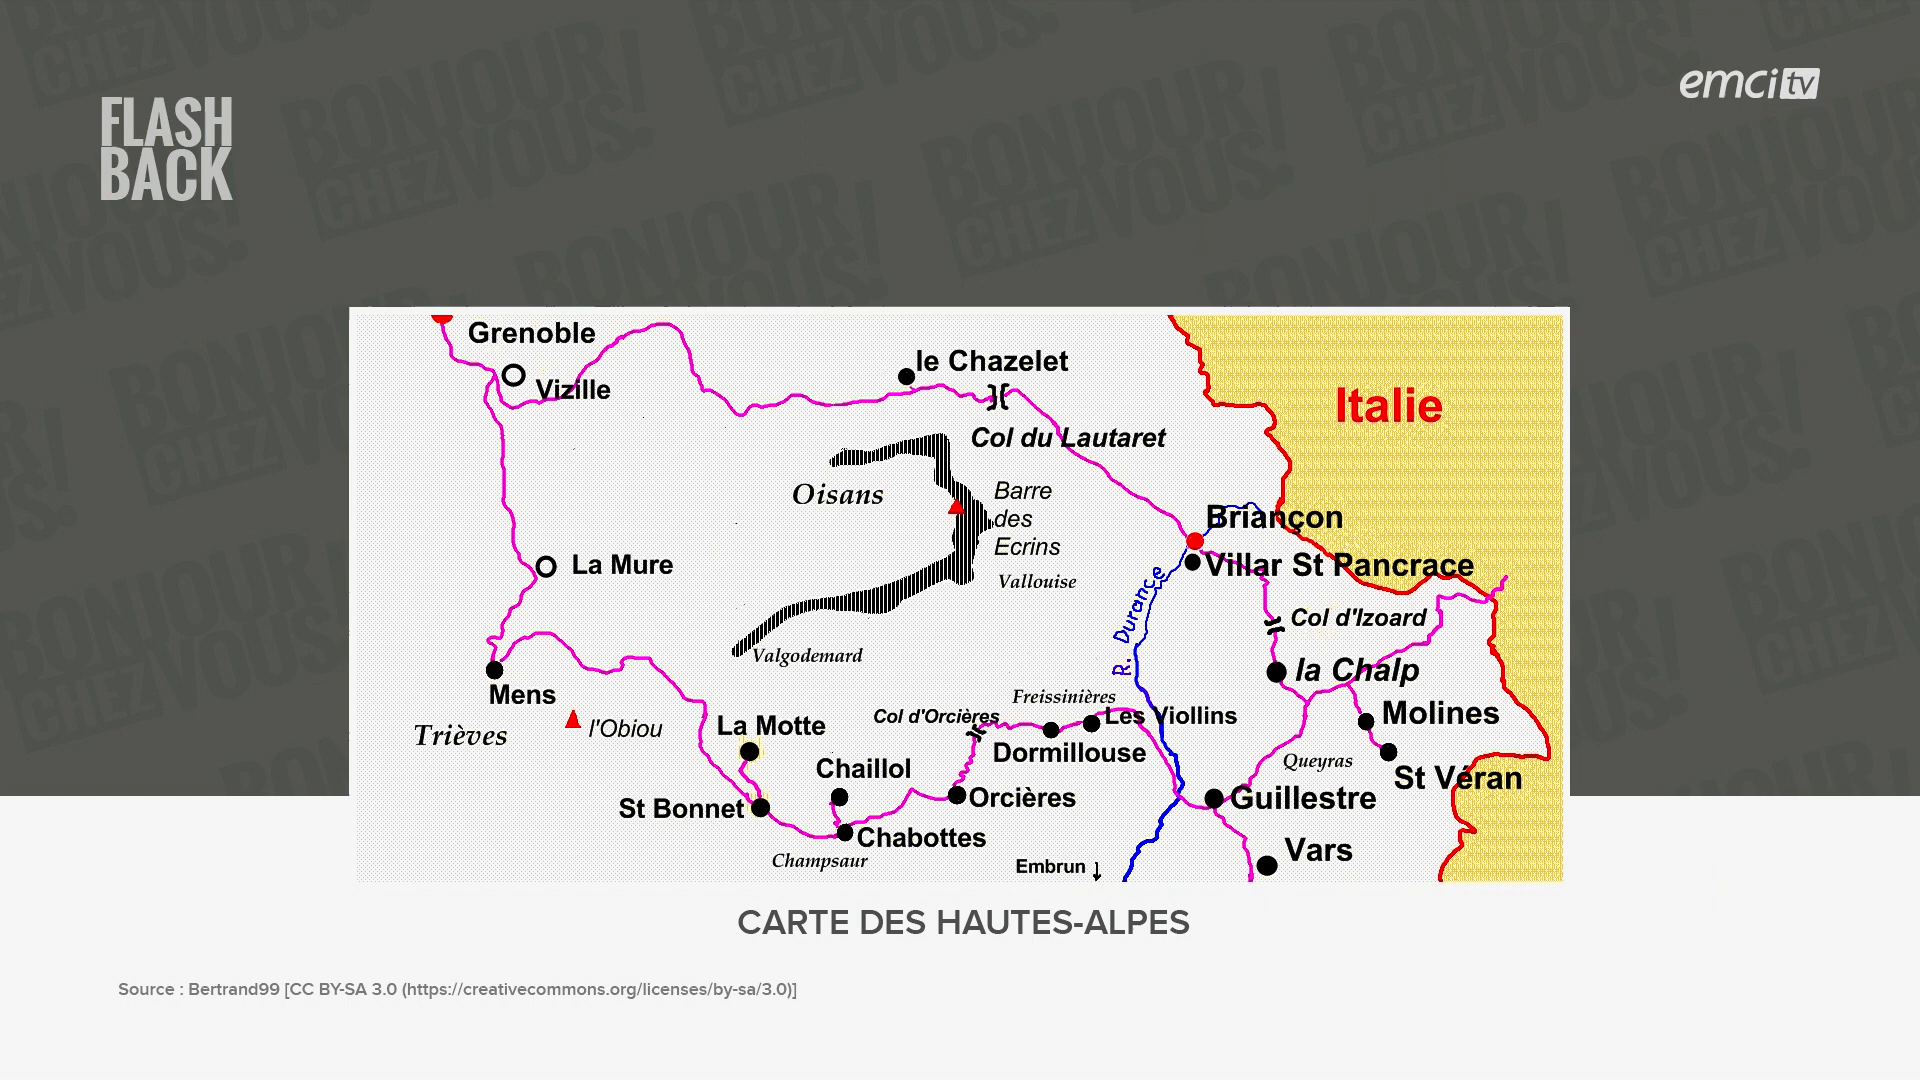 FLASH
BACK
emci tv
BONJOUR!
CHEZ VOUS.
Grenoble
Vizille
le Chazelet
Col du Lautaret
Italie
Oisans
Barre
des
Ecrins
Vallouise
Briançon
Villar St Pancrace
La Mure
R. Durance
Col d'Izoard
Valgodemard
la Chalp
Mens
l'Obiou
Trièves
La Motte
Freissinières
Col d'Orcières
Les Viollins
Dormillouse
Molines
Queyras
St Véran
Chaillol
St Bonnet
Orcières
Guillestre
Chabottes
Champsaur
Embrun
Vars
CARTE DES HAUTES-ALPES
Source : Bertrand99 [CC BY-SA 3.0 (https://creativecommons.org/licenses/by-sa/3.0)]